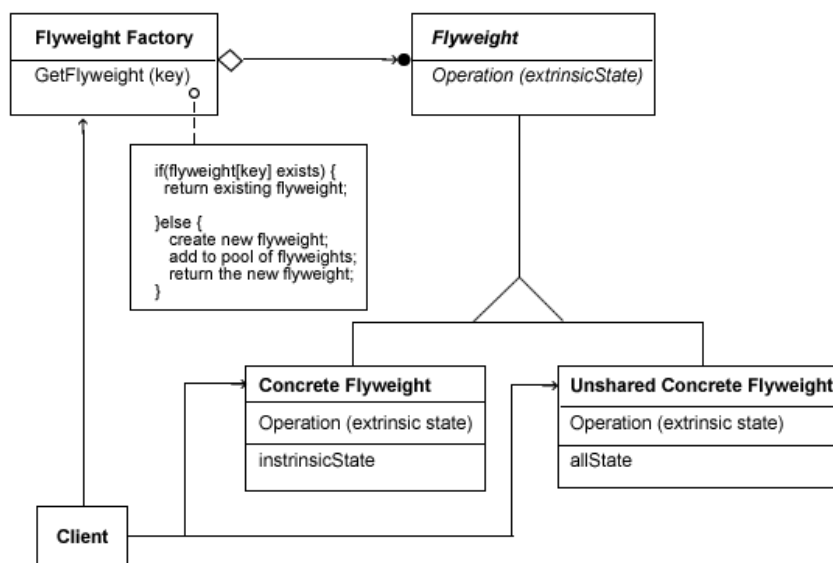 Flyweight Factory
GetFlyweight (key)
Flyweight
Operation (extrinsicState)
if(flyweight[key] exists) {
return existing flyweight;
}else {
create new flyweight;
add to pool of flyweights;
return the new flyweight;
}
Concrete Flyweight
Operation (extrinsic state)
instrinsicState
Unshared Concrete Flyweight
Operation (extrinsic state)
allState
Client